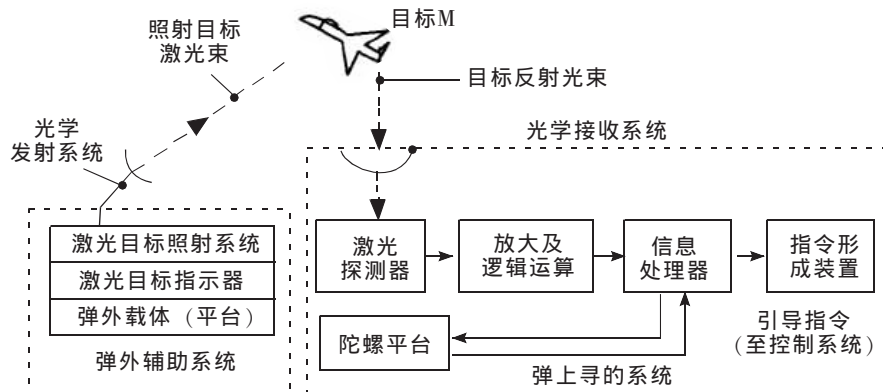 目标M
照射目标
激光束
目标反射光束
光学接收系统
光学
发射系统
激光目标照射系统
激光目标指示器
弹外载体(平台)
弹外辅助系统
激光
探测器
放大及
逻辑运算
信息
处理器
指令形
成装置
陀螺平台
引导指令
(至控制系统)
弹上寻的系统